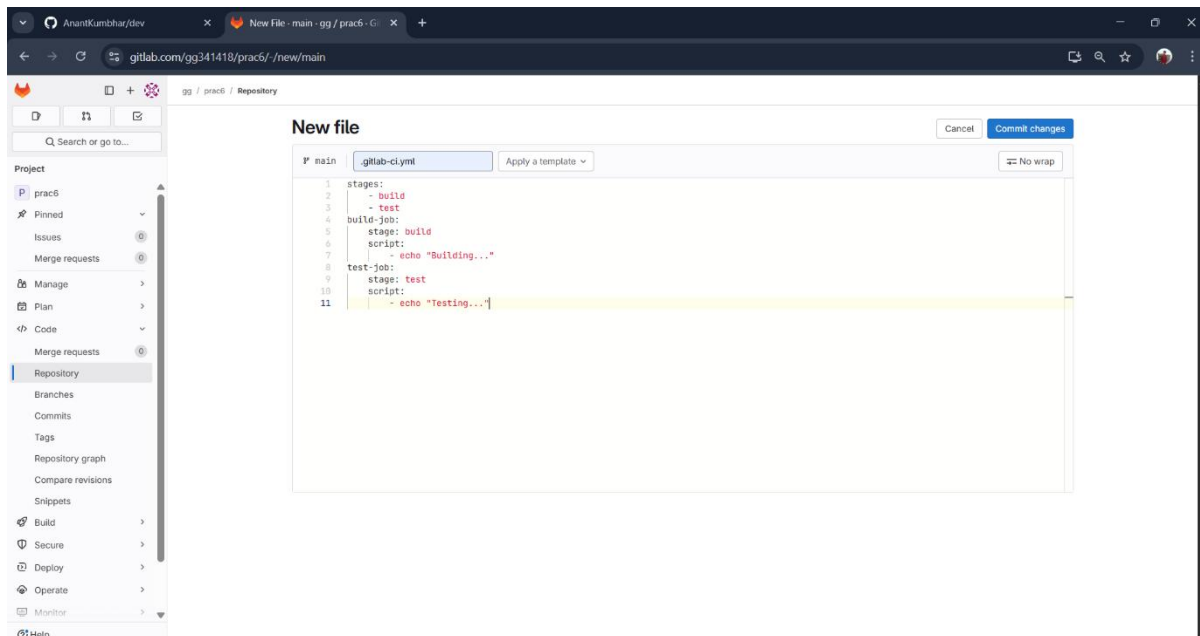 AnantKumbhar/dev
New File · main · gg / prac6 · Gi
gitlab.com/gg341418/prac6/-/new/main
gg / prac6 / Repository
Search or go to...
Project
P prac6
Pinned
Issues 0
Merge requests 0
Manage
Plan
Code
Merge requests 0
Repository
Branches
Commits
Tags
Repository graph
Compare revisions
Snippets
Build
Secure
Deploy
Operate
Monitor
Help
New file
Cancel Commit changes
main .gitlab-ci.yml Apply a template No wrap
1 stages:
2 - build
3 - test
4 build-job:
5 stage: build
6 script:
7 - echo "Building..."
8 test-job:
9 stage: test
10 script:
11 - echo "Testing..."